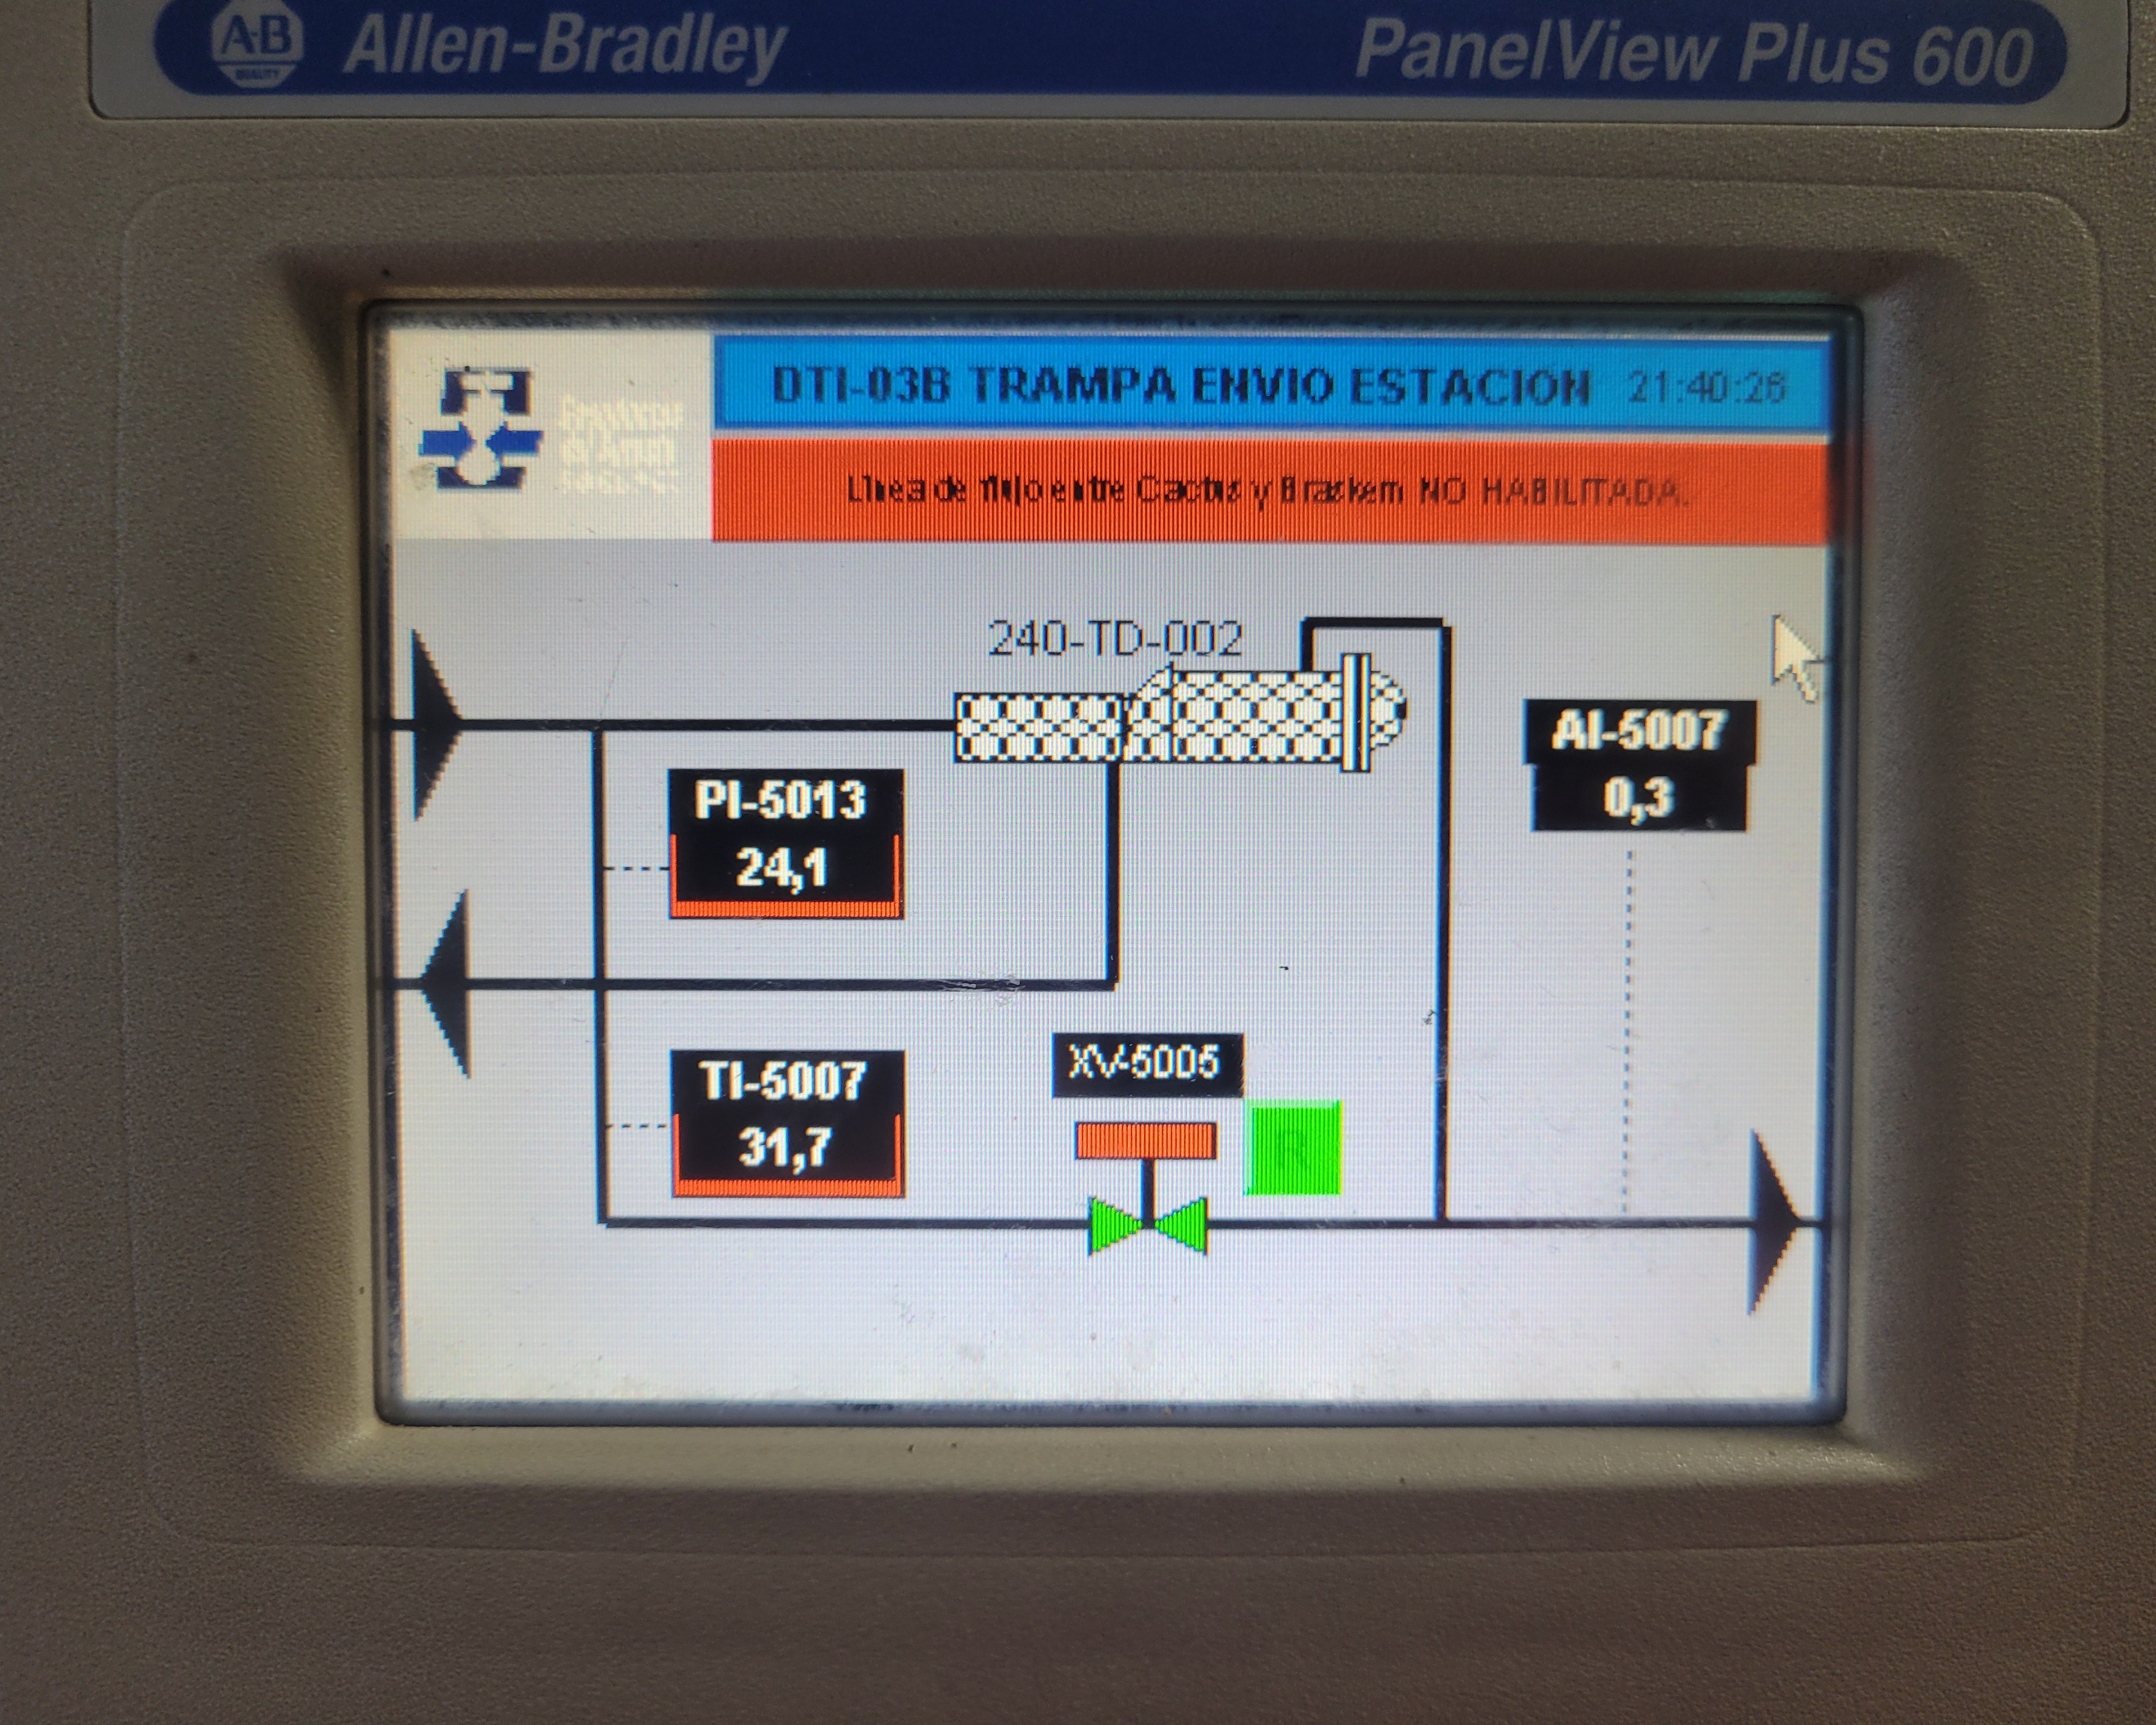 A-B
QUALITY
Allen-Bradley
PanelView Plus 600
DTI-03B TRAMPA ENVIO ESTACION 21:40:26
Linea de flujo entre Cactus y Braskem NO HABILITADA.
240-TD-002
AI-5007
0,3
PI-5013
24,1
XV-5005
TI-5007
31,7
R